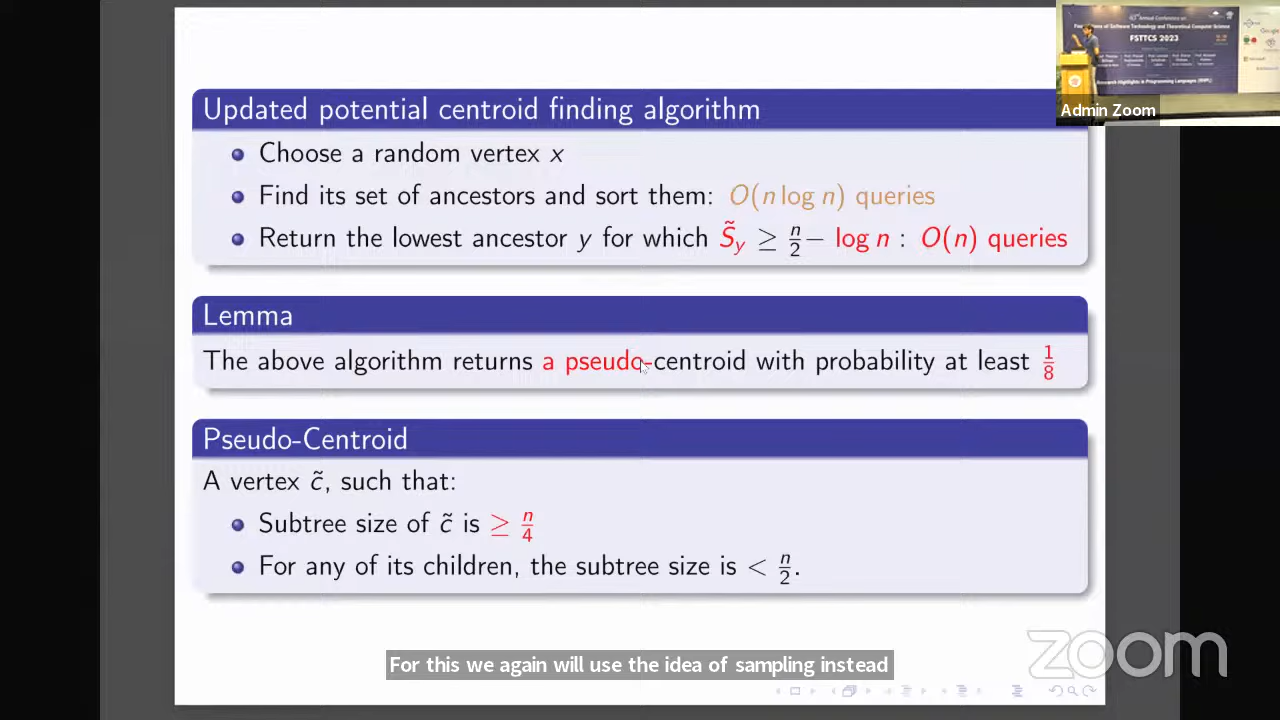 Updated potential centroid finding algorithm
Choose a random vertex x
Find its set of ancestors and sort them: O(n log n) queries
Return the lowest ancestor y for which S̃_y ≥ n/2 − log n : O(n) queries
Lemma
The above algorithm returns a pseudo-centroid with probability at least 1/8
Pseudo-Centroid
A vertex c̃, such that:
Subtree size of c̃ is ≥ n/4
For any of its children, the subtree size is < n/2.
For this we again will use the idea of sampling instead
zoom
FSTTCS 2023
Admin Zoom